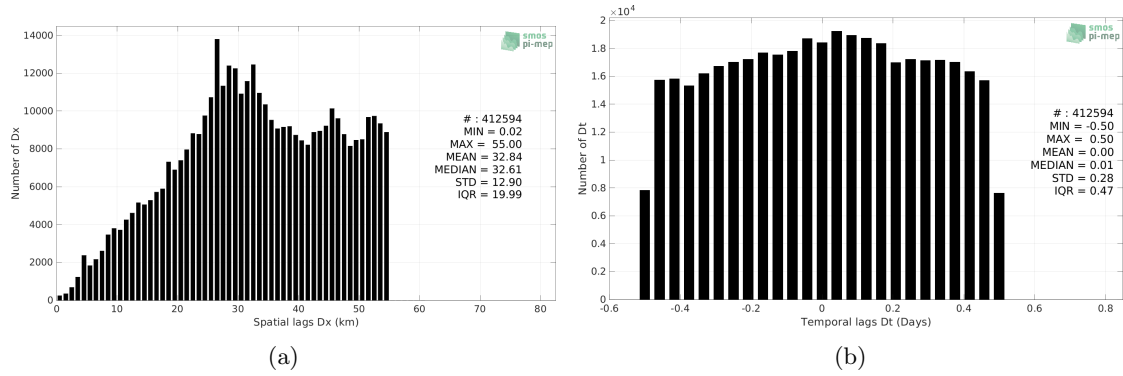 smos
pi-mep
14000
12000
10000
8000
6000
4000
2000
0
Number of Dx
# : 412594
MIN = 0.02
MAX = 55.00
MEAN = 32.84
MEDIAN = 32.61
STD = 12.90
IQR = 19.99
0 10 20 30 40 50 60 70 80
Spatial lags Dx (km)
(a)
×10⁴
smos
pi-mep
2
1.8
1.6
1.4
1.2
1
0.8
0.6
0.4
0.2
0
Number of Dt
# : 412594
MIN = -0.50
MAX = 0.50
MEAN = 0.00
MEDIAN = 0.01
STD = 0.28
IQR = 0.47
-0.6 -0.4 -0.2 0 0.2 0.4 0.6 0.8
Temporal lags Dt (Days)
(b)